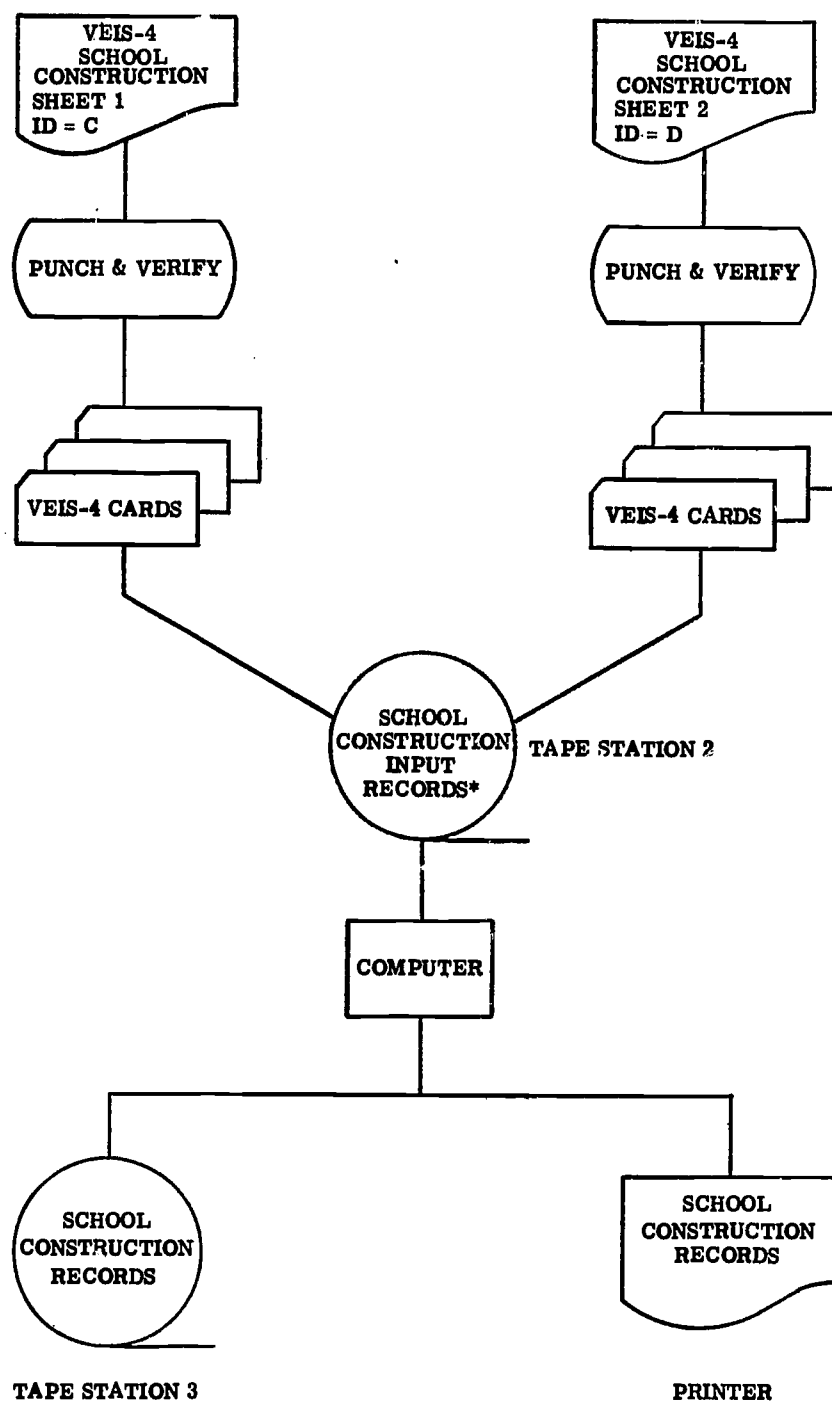 VEIS-4
SCHOOL
CONSTRUCTION
SHEET 1
ID = C
VEIS-4
SCHOOL
CONSTRUCTION
SHEET 2
ID = D
PUNCH & VERIFY
PUNCH & VERIFY
VEIS-4 CARDS
VEIS-4 CARDS
SCHOOL
CONSTRUCTION
INPUT
RECORDS*
TAPE STATION 2
COMPUTER
SCHOOL
CONSTRUCTION
RECORDS
TAPE STATION 3
SCHOOL
CONSTRUCTION
RECORDS
PRINTER